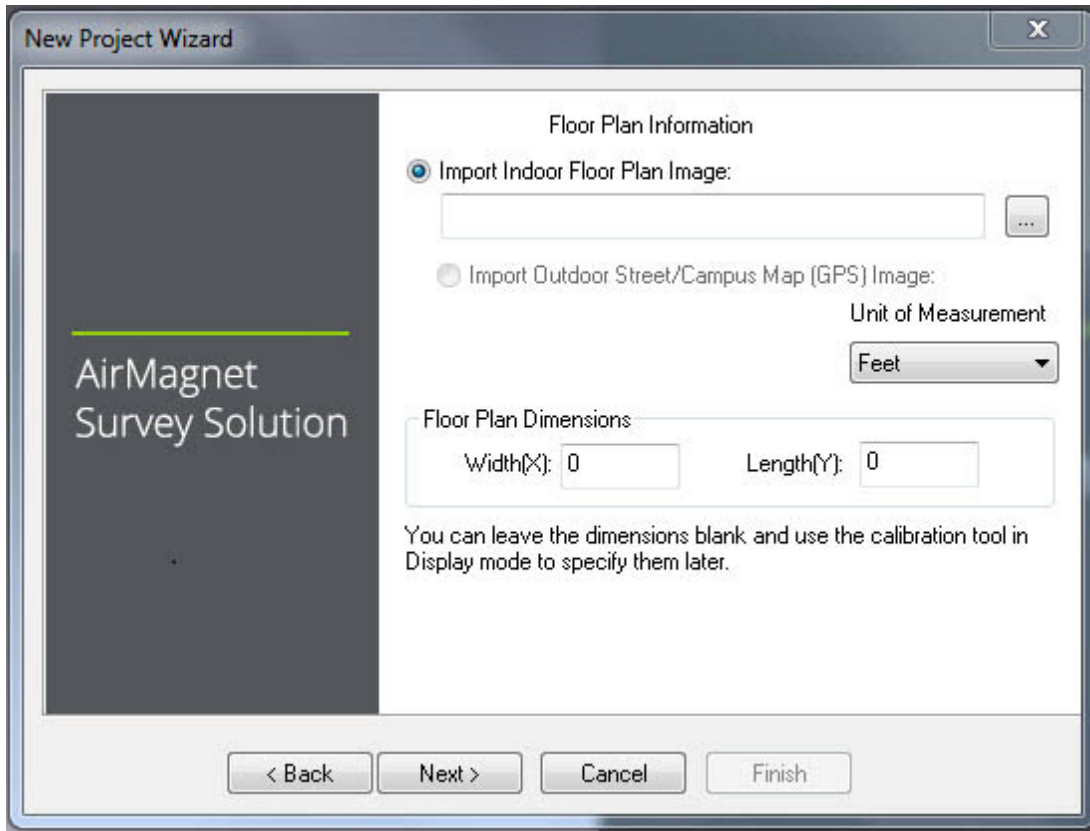 New Project Wizard
X
Floor Plan Information
Import Indoor Floor Plan Image:
...
Import Outdoor Street/Campus Map (GPS) Image:
Unit of Measurement
Feet
AirMagnet
Survey Solution
Floor Plan Dimensions
Width(X): 0 Length(Y): 0
You can leave the dimensions blank and use the calibration tool in
Display mode to specify them later.
< Back Next > Cancel Finish